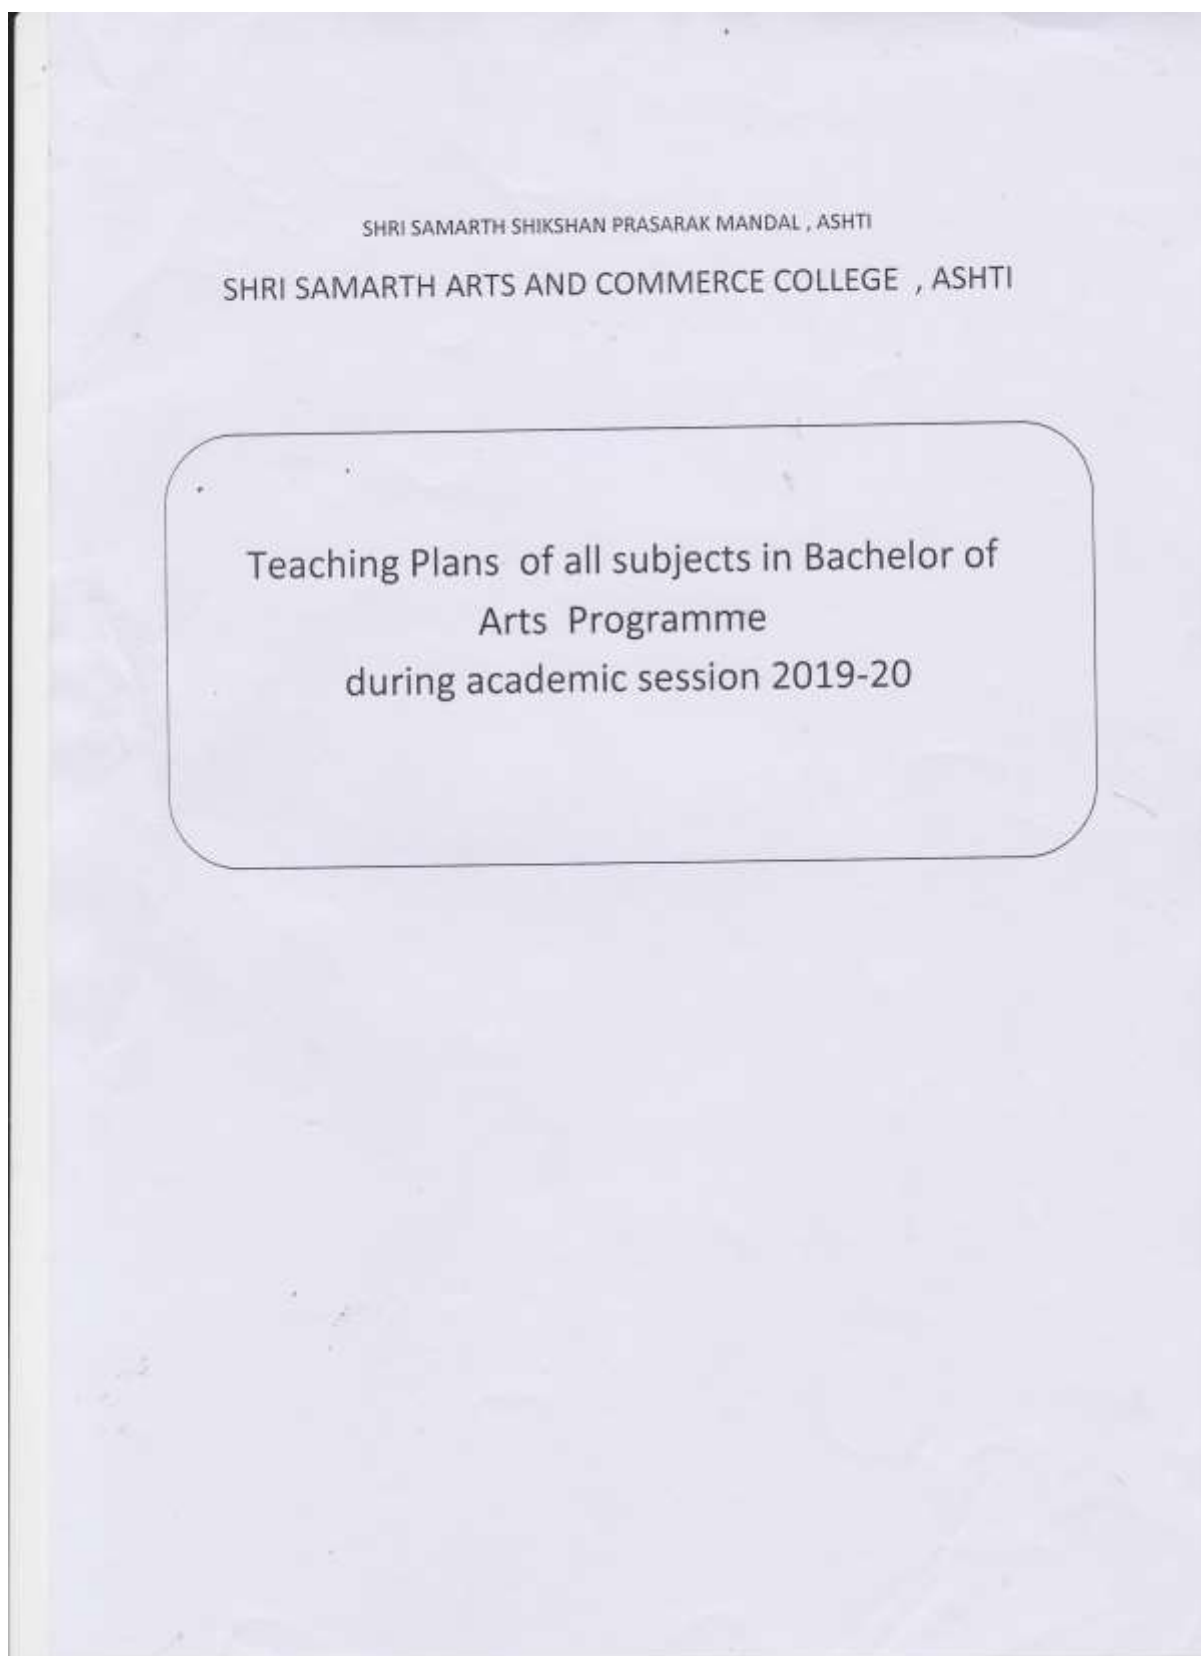 SHRI SAMARTH SHIKSHAN PRASARAK MANDAL , ASHTI
SHRI SAMARTH ARTS AND COMMERCE COLLEGE , ASHTI
Teaching Plans of all subjects in Bachelor of
Arts Programme
during academic session 2019-20